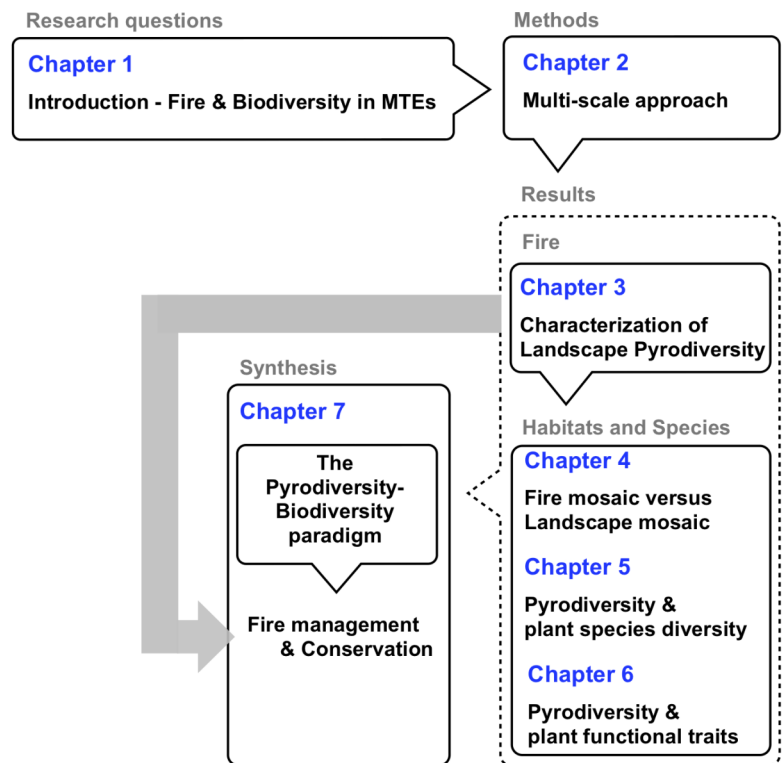 Research questions
Chapter 1
Introduction - Fire & Biodiversity in MTEs
Methods
Chapter 2
Multi-scale approach
Results
Fire
Chapter 3
Characterization of
Landscape Pyrodiversity
Habitats and Species
Chapter 4
Fire mosaic versus
Landscape mosaic
Chapter 5
Pyrodiversity &
plant species diversity
Chapter 6
Pyrodiversity &
plant functional traits
Synthesis
Chapter 7
The
Pyrodiversity-
Biodiversity
paradigm
Fire management
& Conservation